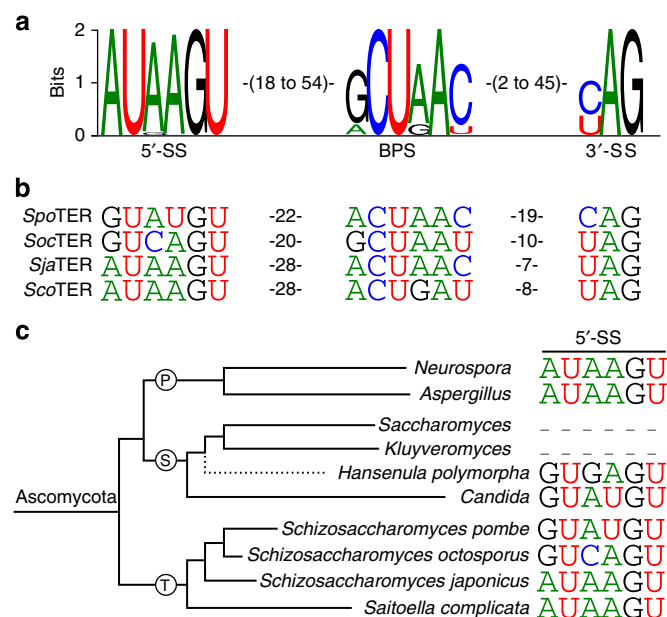 a
2
1
0
Bits
AUAAGU -(18 to 54)- GCUAAC -(2 to 45)- CAG
A G U U
5′-SS BPS 3′-SS
b
SpoTER GUAUGU -22- ACUAAC -19- CAG
SocTER GUCAGU -20- GCUAAU -10- UAG
SjaTER AUAAGU -28- ACUAAC -7- UAG
ScoTER AUAAGU -28- ACUGAU -8- UAG
c
5′-SS
Neurospora AUAAGU
P
Aspergillus AUAAGU
Saccharomyces – – – – – –
Kluyveromyces – – – – – –
S
Hansenula polymorpha GUGAGU
Candida GUAUGU
Ascomycota
Schizosaccharomyces pombe GUAUGU
Schizosaccharomyces octosporus GUCAGU
T
Schizosaccharomyces japonicus AUAAGU
Saitoella complicata AUAAGU